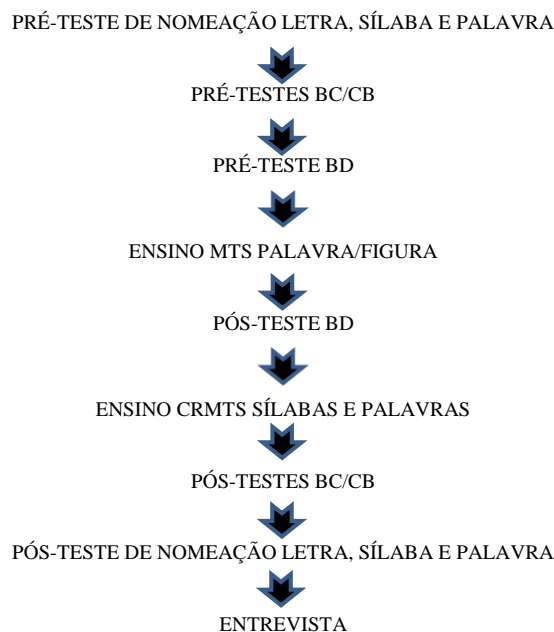 PRÉ-TESTE DE NOMEAÇÃO LETRA, SÍLABA E PALAVRA
PRÉ-TESTES BC/CB
PRÉ-TESTE BD
ENSINO MTS PALAVRA/FIGURA
PÓS-TESTE BD
ENSINO CRMTS SÍLABAS E PALAVRAS
PÓS-TESTES BC/CB
PÓS-TESTE DE NOMEAÇÃO LETRA, SÍLABA E PALAVRA
ENTREVISTA